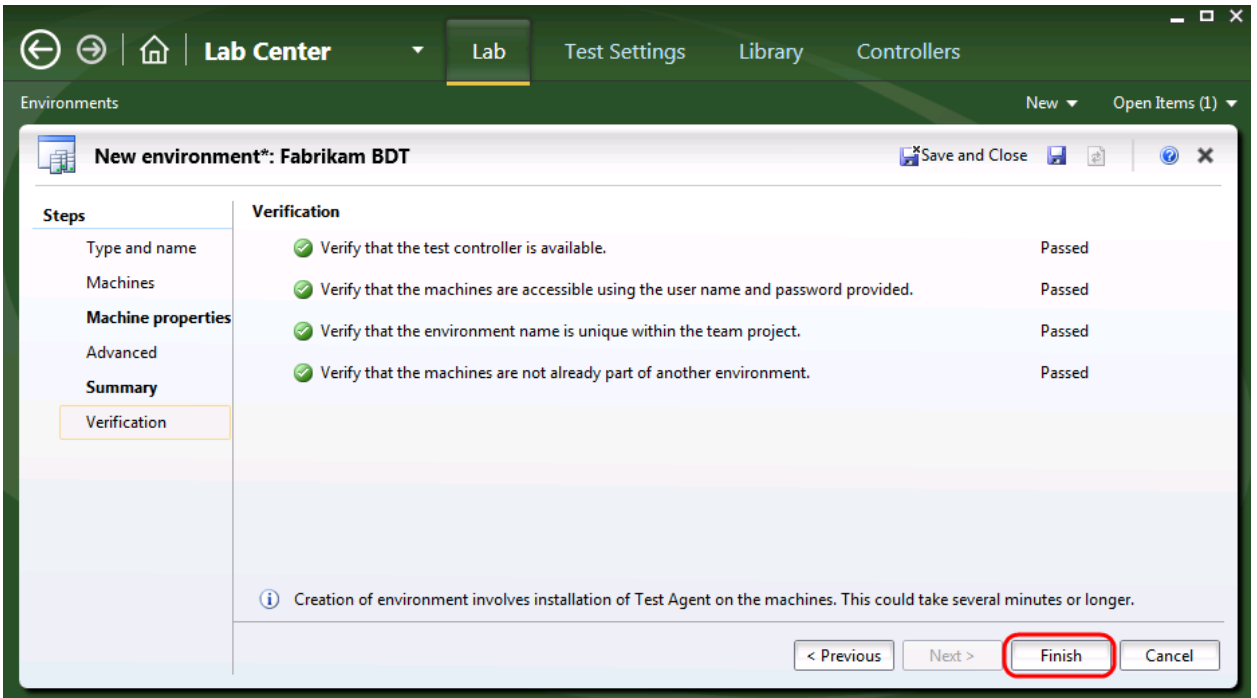 Lab Center
Lab
Test Settings
Library
Controllers
Environments
New
Open Items (1)
New environment*: Fabrikam BDT
Save and Close
Steps
Type and name
Machines
Machine properties
Advanced
Summary
Verification
Verification
Verify that the test controller is available. Passed
Verify that the machines are accessible using the user name and password provided. Passed
Verify that the environment name is unique within the team project. Passed
Verify that the machines are not already part of another environment. Passed
Creation of environment involves installation of Test Agent on the machines. This could take several minutes or longer.
< Previous
Next >
Finish
Cancel